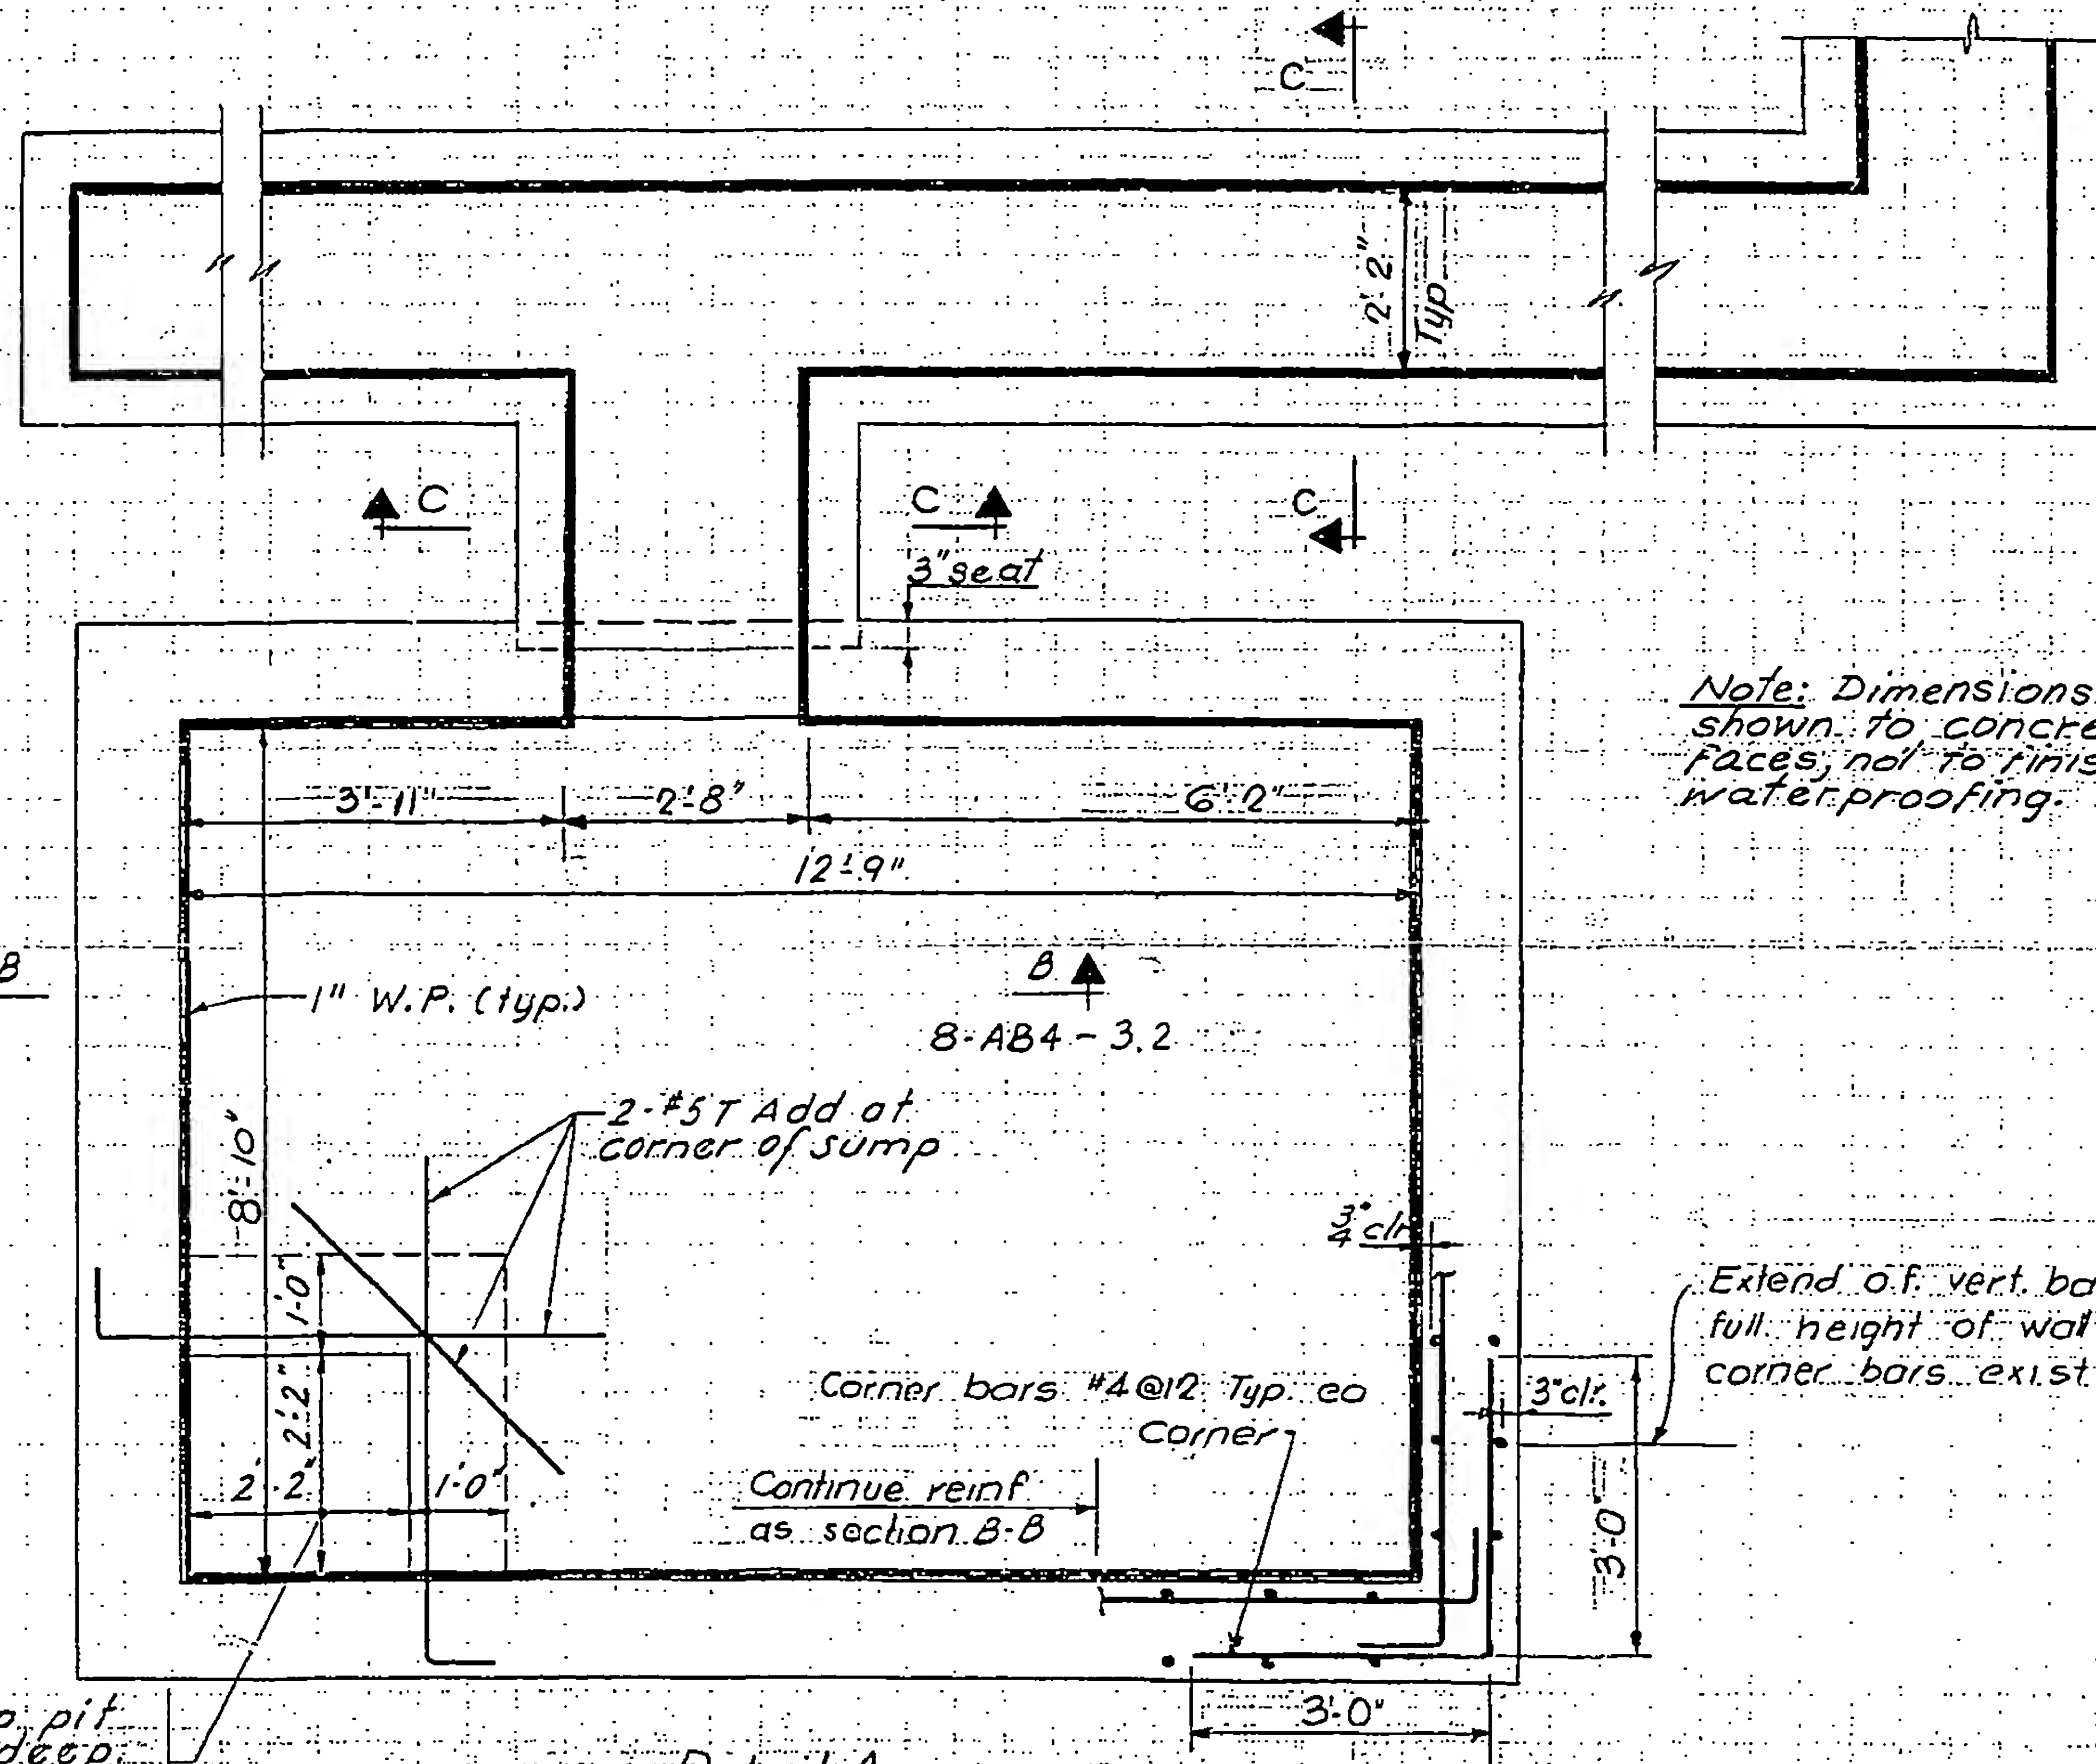 C
2'-2"
Typ
C
C
C
3" seat
Note: Dimensions
shown to concre
faces, not to finis
waterproofing.
3'-11"
2'-8"
6'-2"
12'-9"
B
1" W.P. (typ.)
B
8-AB4-3.2
2-#5 T Add at
corner of sump
8'-10"
3/4" clr
1'-0"
Extend o.f. vert. ba
full height of wal
corner bars exist
Corner bars #4@12 Typ. ea
Corner
3" clr.
2'-2"
2'-2"
1'-0"
Continue reinf
as section B-B
3'-0"
3'-0"
pit
deep